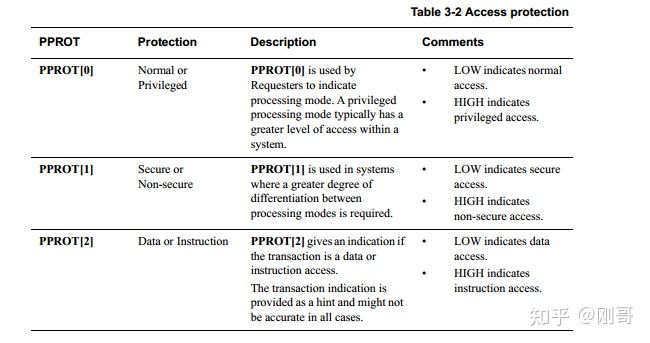 Table 3-2 Access protection
PPROT Protection Description Comments
PPROT[0] Normal or
Privileged
PPROT[0] is used by
Requesters to indicate
processing mode. A privileged
processing mode typically has a
greater level of access within a
system.
• LOW indicates normal
access.
• HIGH indicates
privileged access.
PPROT[1] Secure or
Non-secure
PPROT[1] is used in systems
where a greater degree of
differentiation between
processing modes is required.
• LOW indicates secure
access.
• HIGH indicates
non-secure access.
PPROT[2] Data or Instruction
PPROT[2] gives an indication if
the transaction is a data or
instruction access.
The transaction indication is
provided as a hint and might not
be accurate in all cases.
• LOW indicates data
access.
• HIGH indicates
instruction access.
知乎 @刚哥